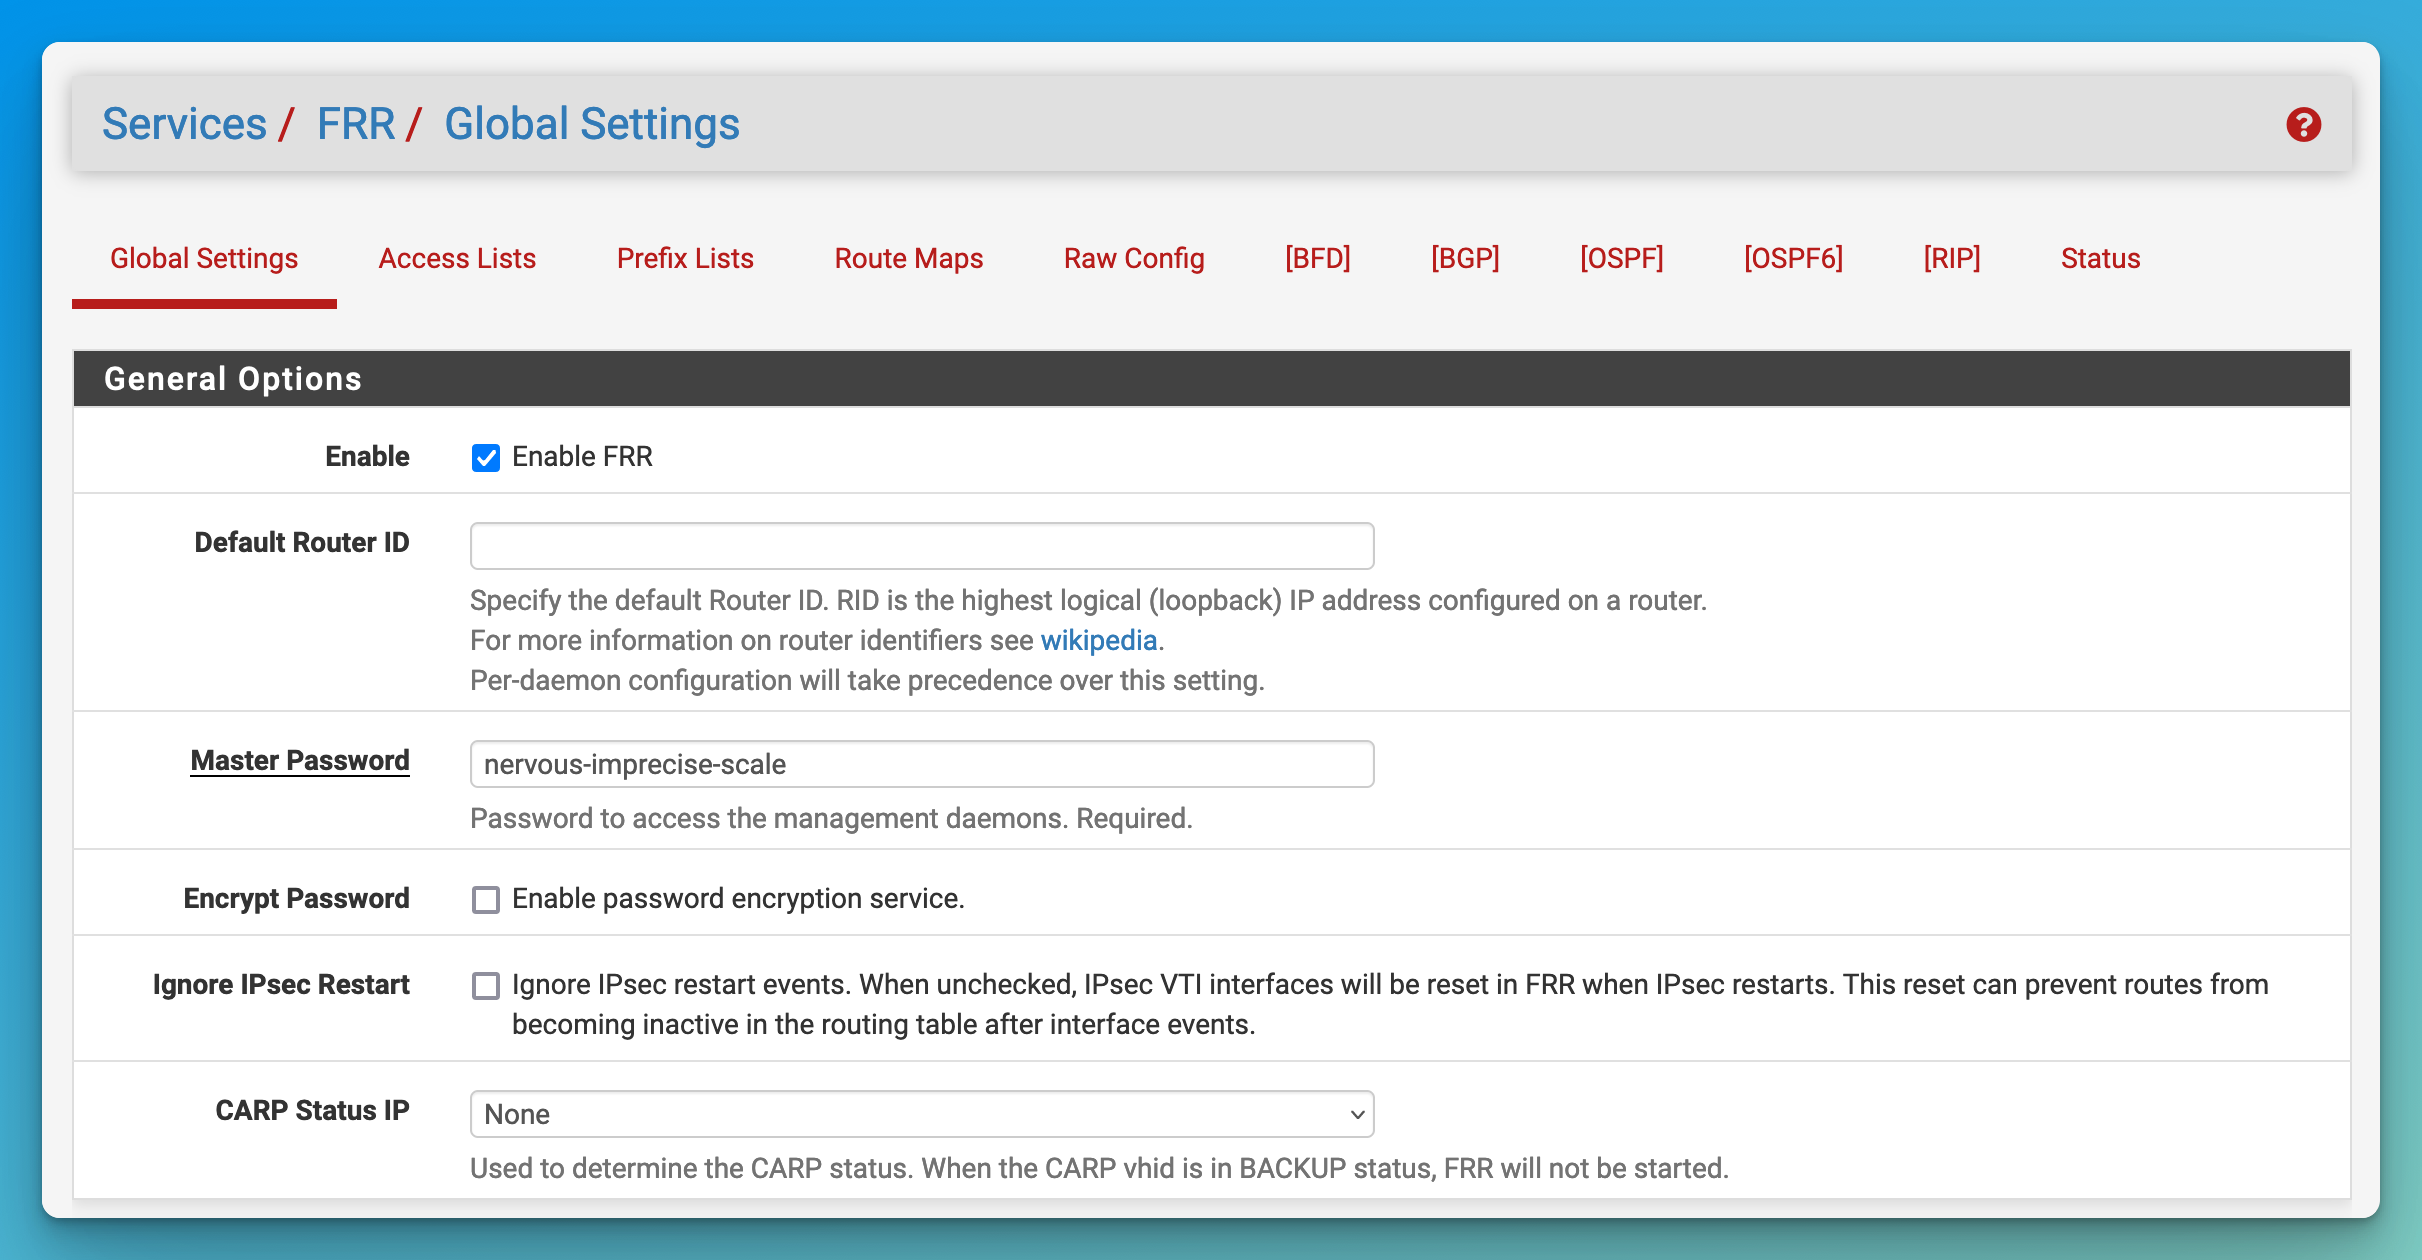 Services / FRR / Global Settings
Global Settings Access Lists Prefix Lists Route Maps Raw Config [BFD] [BGP] [OSPF] [OSPF6] [RIP] Status
General Options
Enable Enable FRR
Default Router ID
Specify the default Router ID. RID is the highest logical (loopback) IP address configured on a router.
For more information on router identifiers see wikipedia.
Per-daemon configuration will take precedence over this setting.
Master Password nervous-imprecise-scale
Password to access the management daemons. Required.
Encrypt Password Enable password encryption service.
Ignore IPsec Restart Ignore IPsec restart events. When unchecked, IPsec VTI interfaces will be reset in FRR when IPsec restarts. This reset can prevent routes from
becoming inactive in the routing table after interface events.
CARP Status IP None
Used to determine the CARP status. When the CARP vhid is in BACKUP status, FRR will not be started.